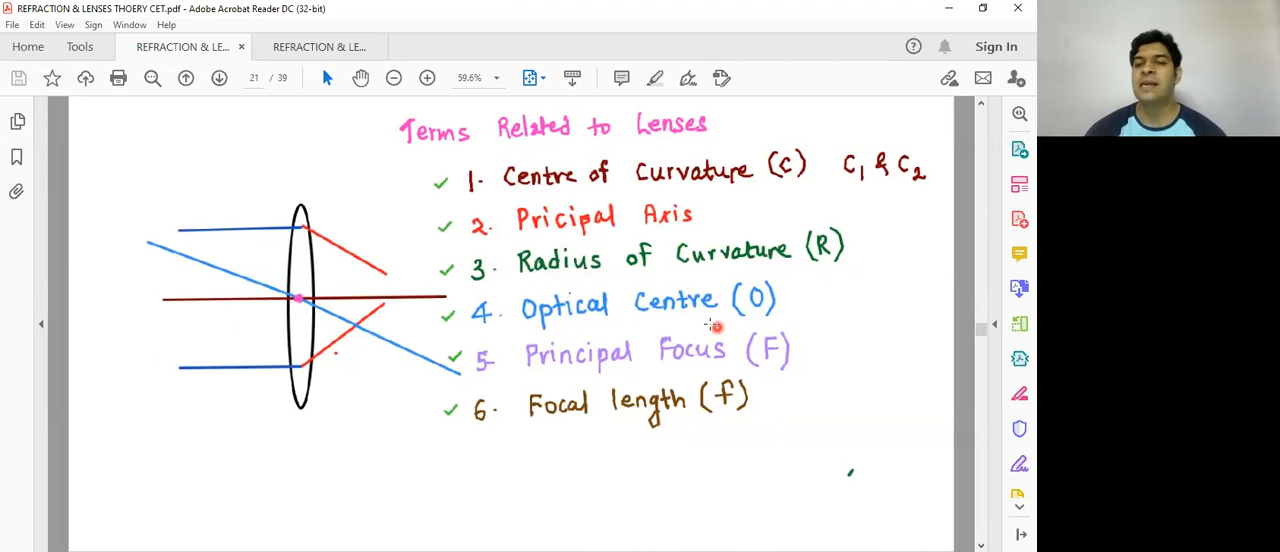 REFRACTION & LENSES THOERY CET.pdf - Adobe Acrobat Reader DC (32-bit)
File Edit View Sign Window Help
Home Tools REFRACTION & LE... × REFRACTION & LE... Sign In
21 / 39 59.6%
Terms Related to Lenses
1. Centre of Curvature (C) C1 & C2
2. Pricipal Axis
3. Radius of Curvature (R)
4. Optical Centre (O)
5- Principal Focus (F)
6. Focal length (f)